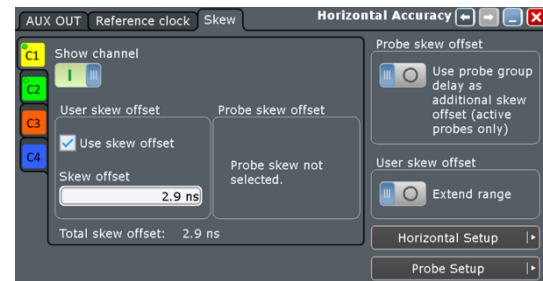 AUX OUT Reference clock Skew Horizontal Accuracy
C1
C2
C3
C4
Show channel
User skew offset
Use skew offset
Skew offset
2.9 ns
Probe skew offset
Probe skew not
selected.
Total skew offset: 2.9 ns
Probe skew offset
Use probe group
delay as
additional skew
offset (active
probes only)
User skew offset
Extend range
Horizontal Setup
Probe Setup